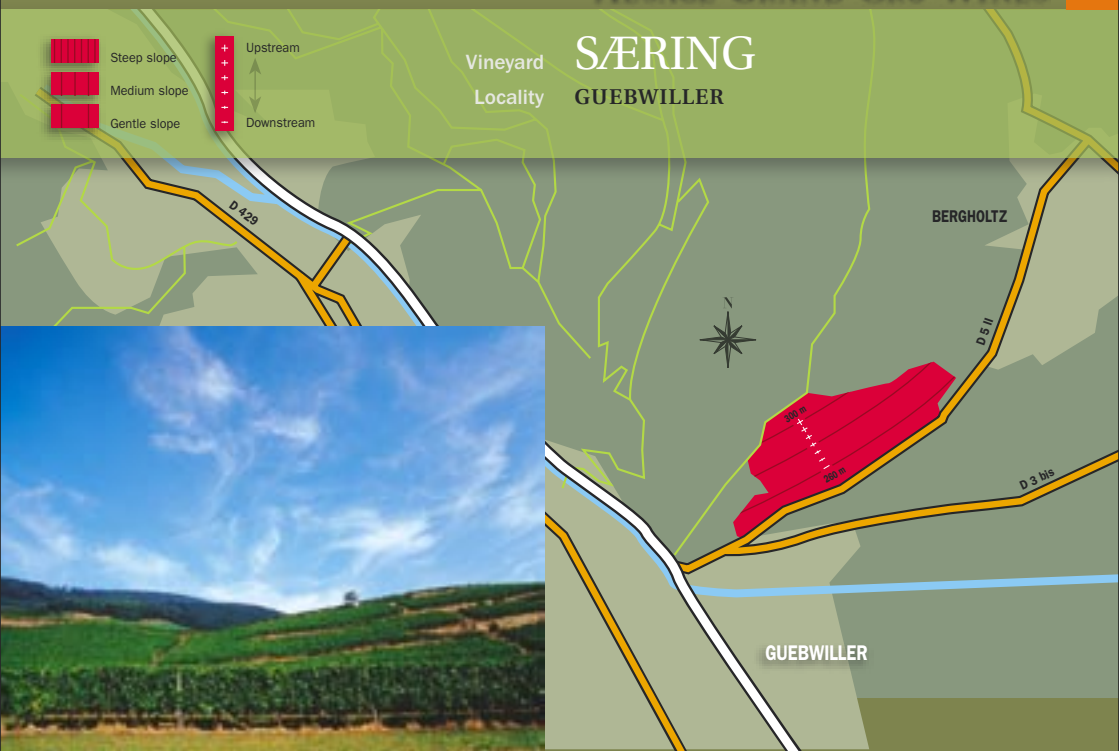 Steep slope
Medium slope
Gentle slope
+
+
+
+
-
-
Upstream
Downstream
Vineyard SÆRING
Locality GUEBWILLER
D 429
BERGHOLTZ
N
D 5 II
300 m
260 m
D 3 bis
GUEBWILLER